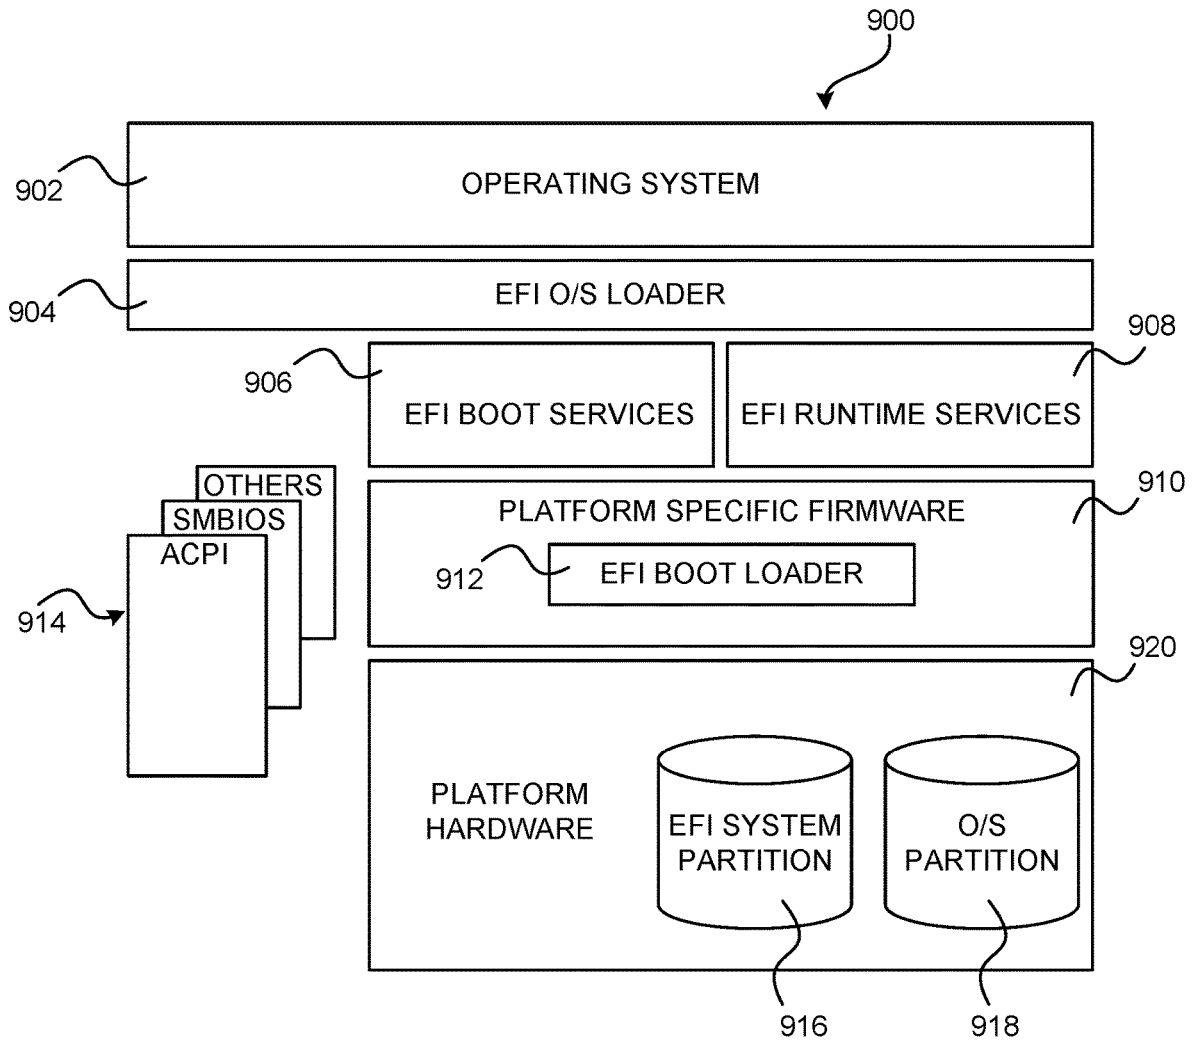 900
902
OPERATING SYSTEM
904
EFI O/S LOADER
906
EFI BOOT SERVICES
908
EFI RUNTIME SERVICES
OTHERS
SMBIOS
ACPI
914
910
PLATFORM SPECIFIC FIRMWARE
912
EFI BOOT LOADER
920
PLATFORM
HARDWARE
EFI SYSTEM
PARTITION
O/S
PARTITION
916
918